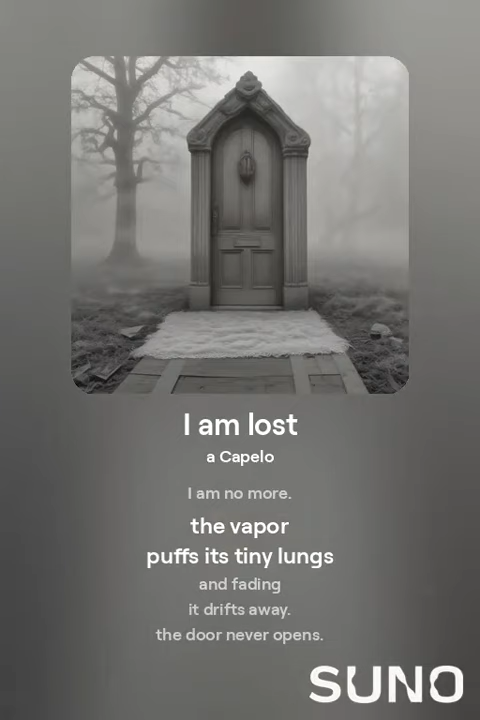 I am lost
a Capelo
I am no more.
the vapor
puffs its tiny lungs
and fading
it drifts away.
the door never opens.
SUNO